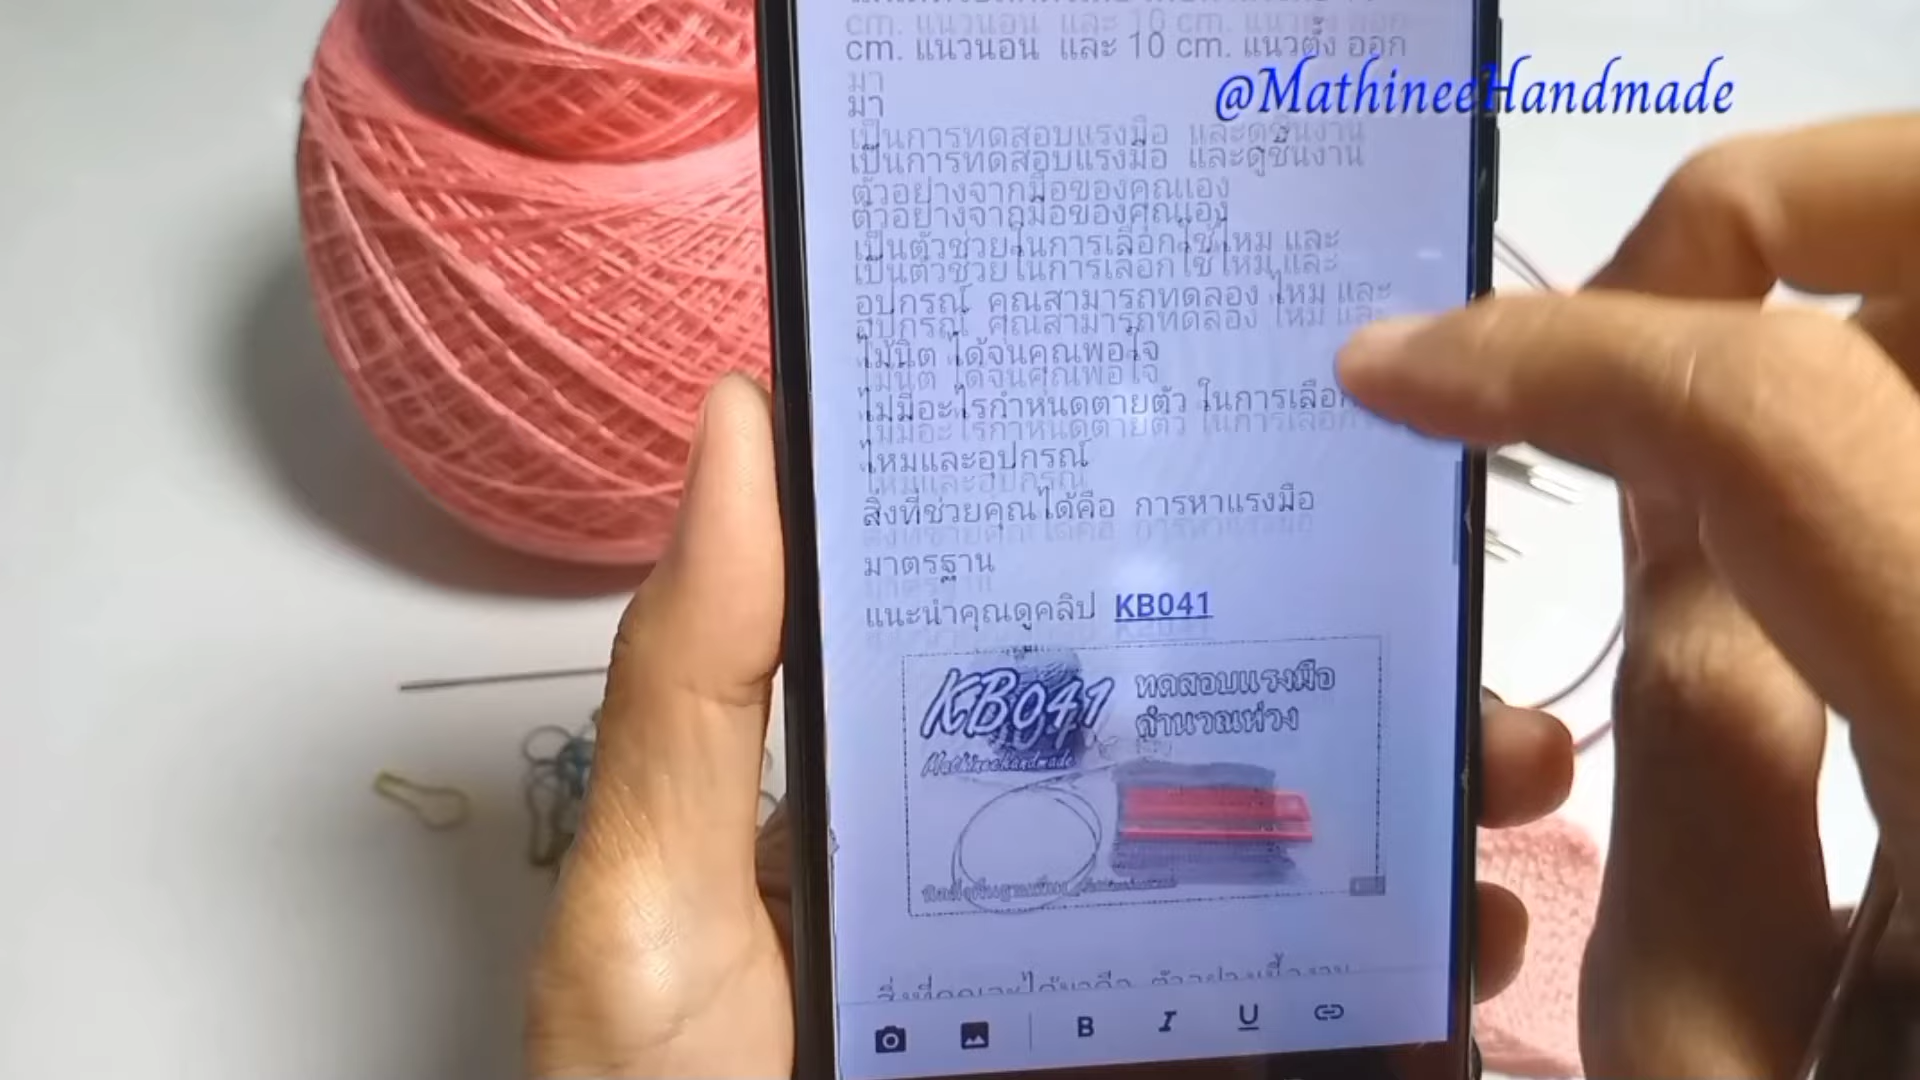 cm. แนวนอน และ 10 cm. แนวตั้ง ออก
มา
@MathineeHandmade
เป็นการทดสอบแรงมือ และดูชิ้นงาน
ตัวอย่างจากมือของคุณเอง
เป็นตัวช่วยในการเลือกใช้ไหม และ
อุปกรณ์ คุณสามารถทดลอง ไหม และ
ไม้นิต ได้จนคุณพอใจ
ไม่มีอะไรกำหนดตายตัว ในการเลือก
ไหมและอุปกรณ์
สิ่งที่ช่วยคุณได้คือ การหาแรงมือ
มาตรฐาน
แนะนำคุณดูคลิป KB041
KB041
ทดสอบแรงมือ
คำนวณห่วง
Mathineehandmade
B I U